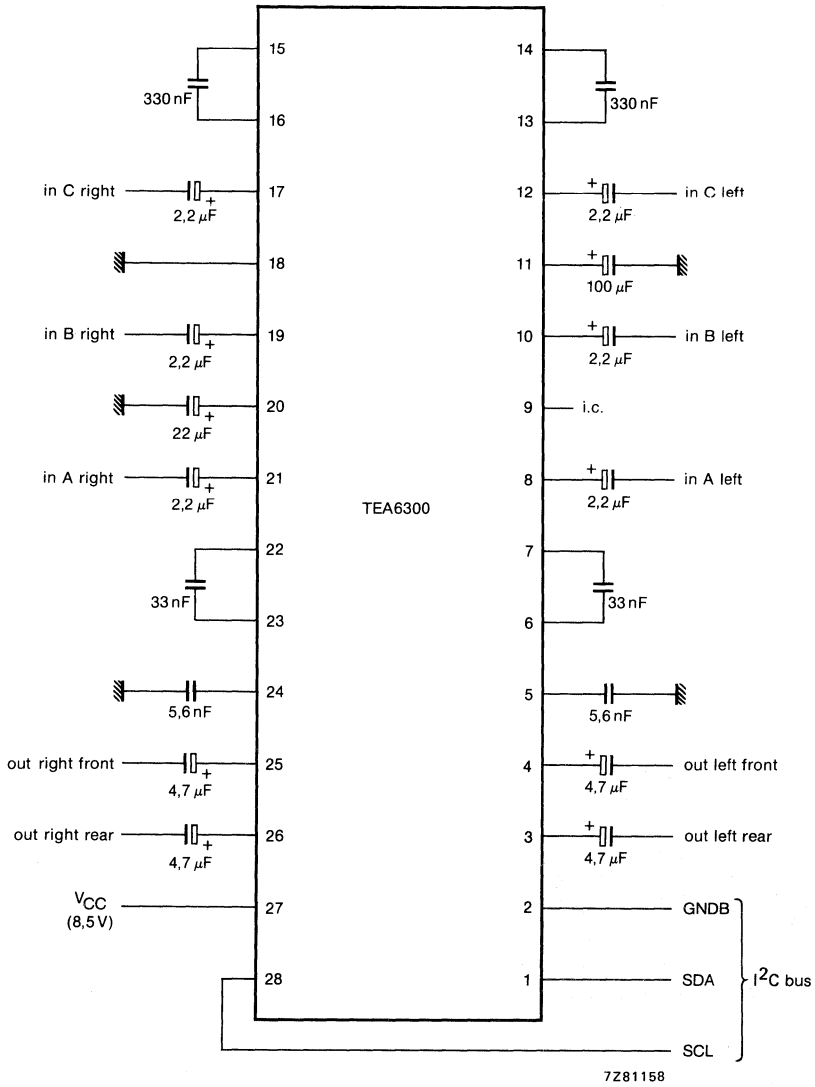 15
14
330 nF
330 nF
16
13
in C right
17
12
+
in C left
+
2,2 µF
2,2 µF
18
11
+
100 µF
in B right
19
10
+
in B left
+
2,2 µF
2,2 µF
20
9
i.c.
+
22 µF
in A right
21
8
+
in A left
+
2,2 µF
2,2 µF
TEA6300
22
7
33 nF
33 nF
23
6
24
5
5,6 nF
5,6 nF
out right front
25
4
+
out left front
+
4,7 µF
4,7 µF
out right rear
26
3
+
out left rear
+
4,7 µF
4,7 µF
VCC
(8,5 V)
27
2
GNDB
28
1
SDA
I²C bus
SCL
7Z81158